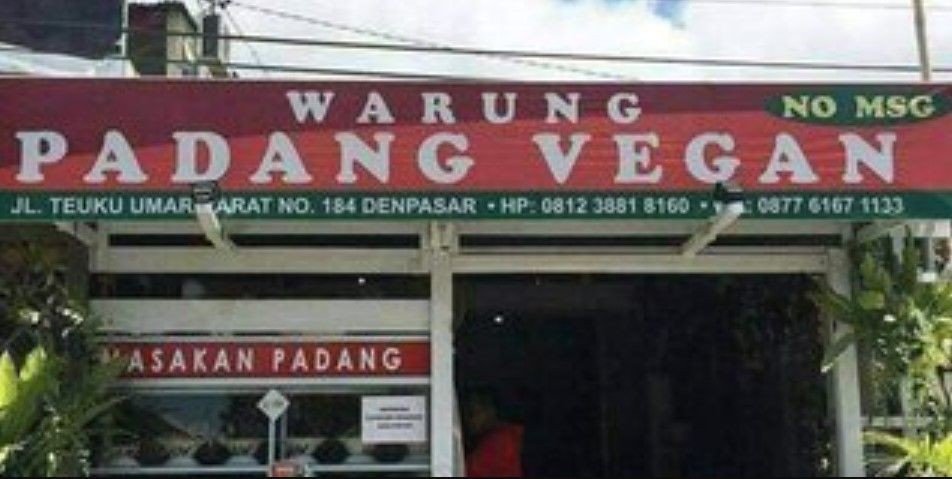 WARUNG
NO MSG
PADANG VEGAN
JL. TEUKU UMAR BARAT NO. 184 DENPASAR • HP: 0812 3881 8160 • 0877 6167 1133
MASAKAN PADANG